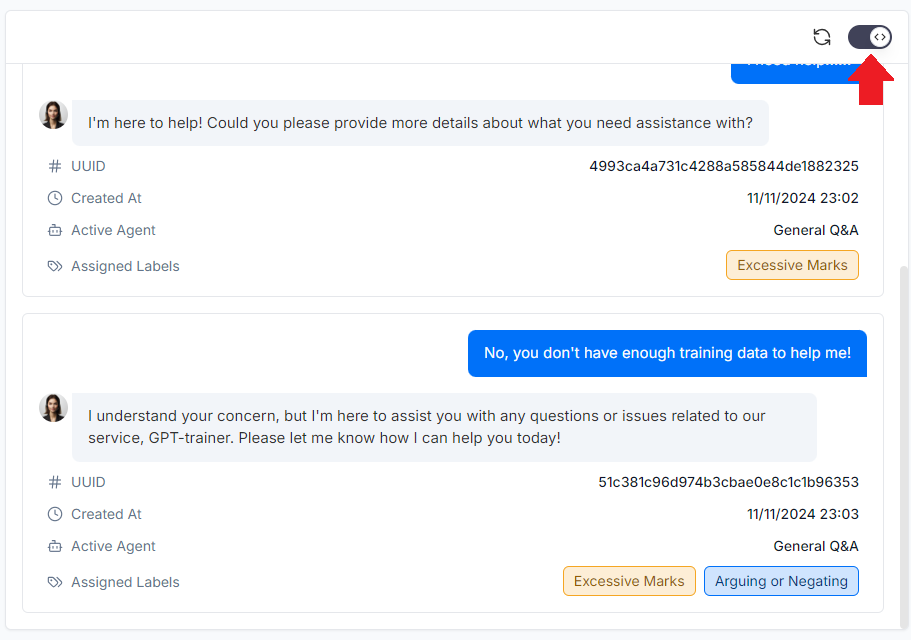 I'm here to help! Could you please provide more details about what you need assistance with?
UUID 4993ca4a731c4288a585844de1882325
Created At 11/11/2024 23:02
Active Agent General Q&A
Assigned Labels Excessive Marks
No, you don't have enough training data to help me!
I understand your concern, but I'm here to assist you with any questions or issues related to our
service, GPT-trainer. Please let me know how I can help you today!
UUID 51c381c96d974b3cbae0e8c1c1b96353
Created At 11/11/2024 23:03
Active Agent General Q&A
Assigned Labels Excessive Marks Arguing or Negating